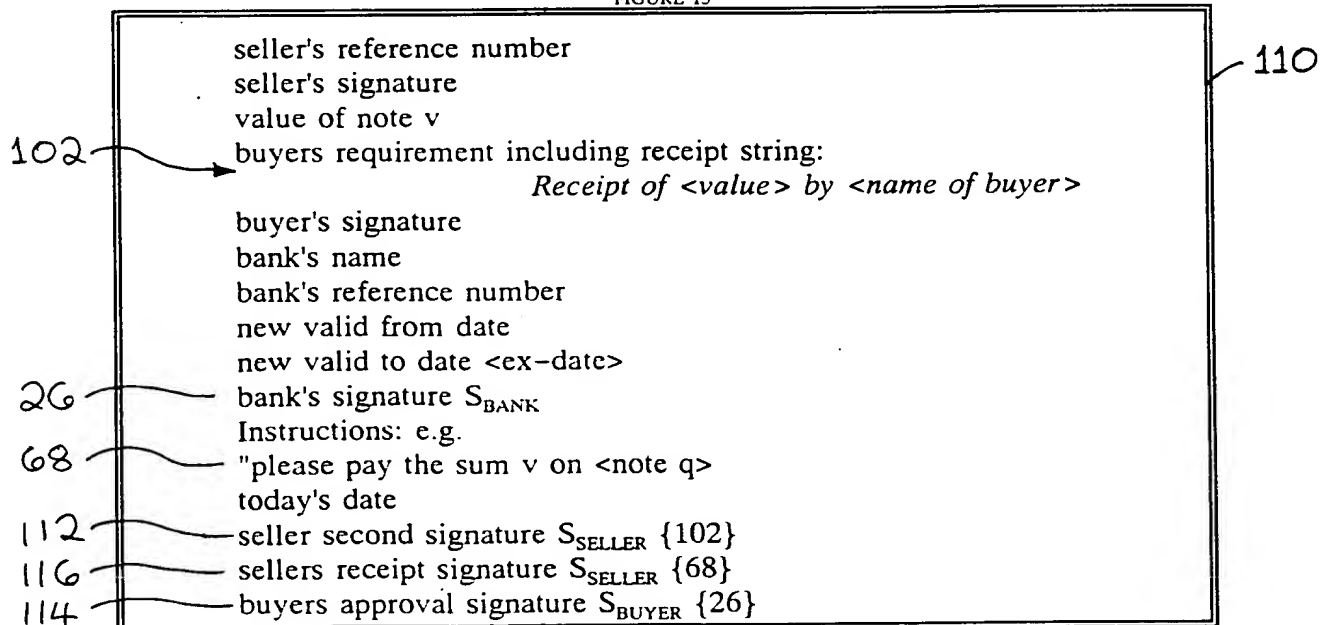 FIGURE 15
seller's reference number
110
seller's signature
value of note v
102
buyers requirement including receipt string:
Receipt of <value> by <name of buyer>
buyer's signature
bank's name
bank's reference number
new valid from date
new valid to date <ex-date>
26 bank's signature S_BANK
Instructions: e.g.
68 "please pay the sum v on <note q>
today's date
112 seller second signature S_SELLER {102}
116 sellers receipt signature S_SELLER {68}
114 buyers approval signature S_BUYER {26}